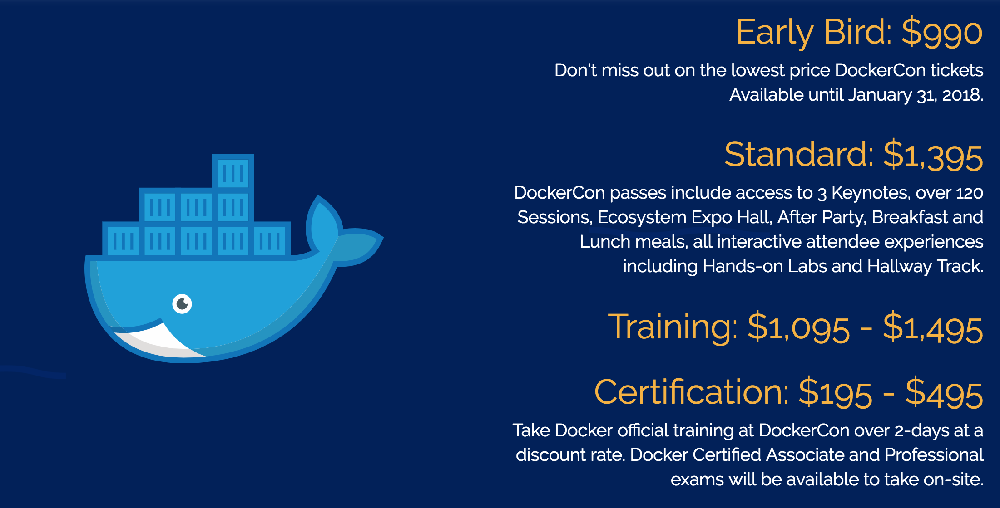 Early Bird: $990
Don't miss out on the lowest price DockerCon tickets
Available until January 31, 2018.
Standard: $1,395
DockerCon passes include access to 3 Keynotes, over 120
Sessions, Ecosystem Expo Hall, After Party, Breakfast and
Lunch meals, all interactive attendee experiences
including Hands-on Labs and Hallway Track.
Training: $1,095 - $1,495
Certification: $195 - $495
Take Docker official training at DockerCon over 2-days at a
discount rate. Docker Certified Associate and Professional
exams will be available to take on-site.